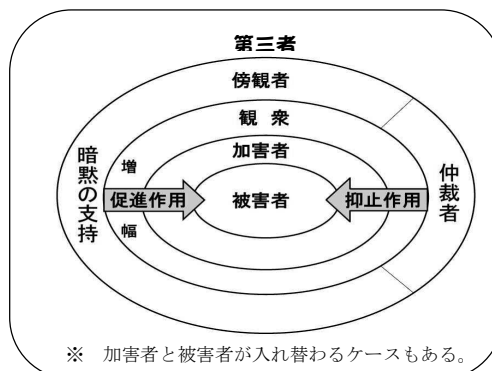 第三者
傍観者
観 衆
加害者
被害者
暗黙の支持
増
幅
促進作用
抑止作用
仲裁者
※ 加害者と被害者が入れ替わるケースもある。